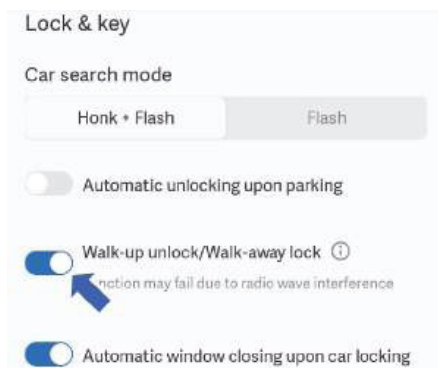 Lock & key
Car search mode
Honk + Flash
Flash
Automatic unlocking upon parking
Walk-up unlock/Walk-away lock
may fail due to radio wave interference
Automatic window closing upon car locking